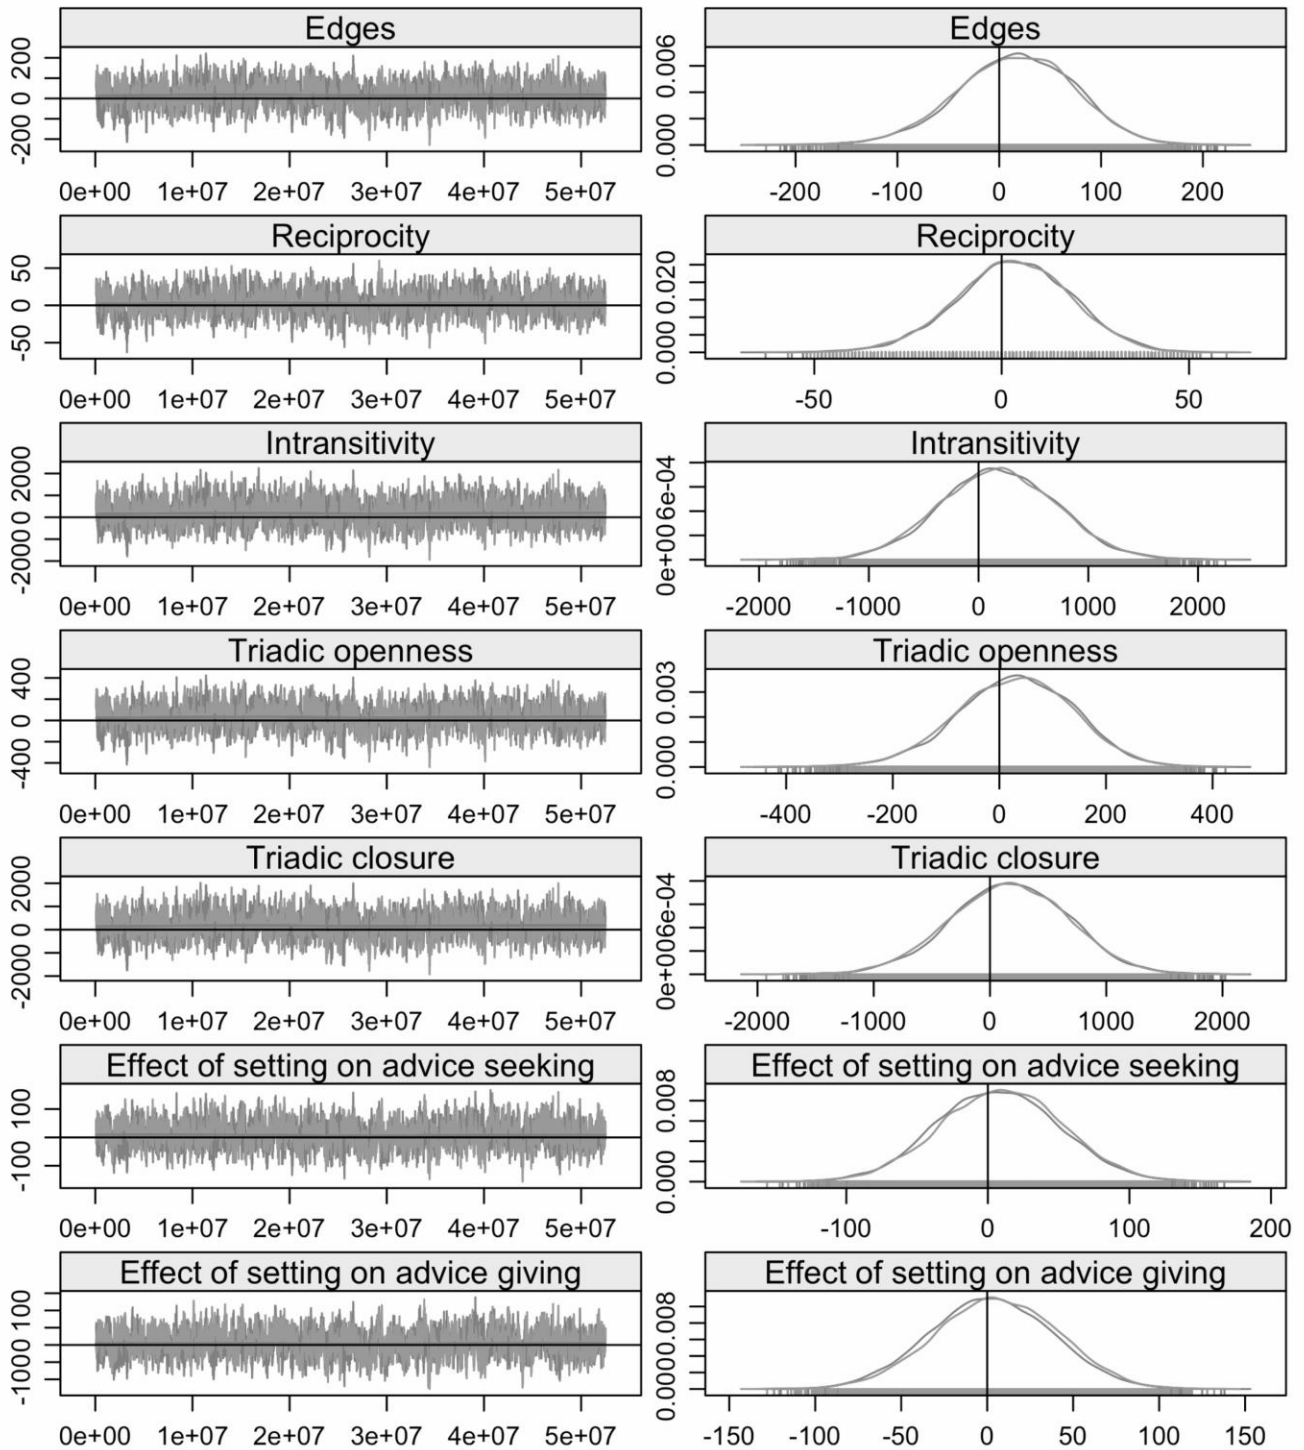 Edges
200
0
-200
0e+00 1e+07 2e+07 3e+07 4e+07 5e+07
Edges
0.006
0.000
-200 -100 0 100 200
Reciprocity
50
0
-50
0e+00 1e+07 2e+07 3e+07 4e+07 5e+07
Reciprocity
0.020
0.000
-50 0 50
Intransitivity
2000
0
-2000
0e+00 1e+07 2e+07 3e+07 4e+07 5e+07
Intransitivity
6e-04
0e+00
-2000 -1000 0 1000 2000
Triadic openness
400
0
-400
0e+00 1e+07 2e+07 3e+07 4e+07 5e+07
Triadic openness
0.003
0.000
-400 -200 0 200 400
Triadic closure
2000
0
-2000
0e+00 1e+07 2e+07 3e+07 4e+07 5e+07
Triadic closure
6e-04
0e+00
-2000 -1000 0 1000 2000
Effect of setting on advice seeking
100
-100
0e+00 1e+07 2e+07 3e+07 4e+07 5e+07
Effect of setting on advice seeking
0.008
0.000
-100 0 100 200
Effect of setting on advice giving
100
0
-100
0e+00 1e+07 2e+07 3e+07 4e+07 5e+07
Effect of setting on advice giving
0.008
0.000
-150 -100 -50 0 50 100 150